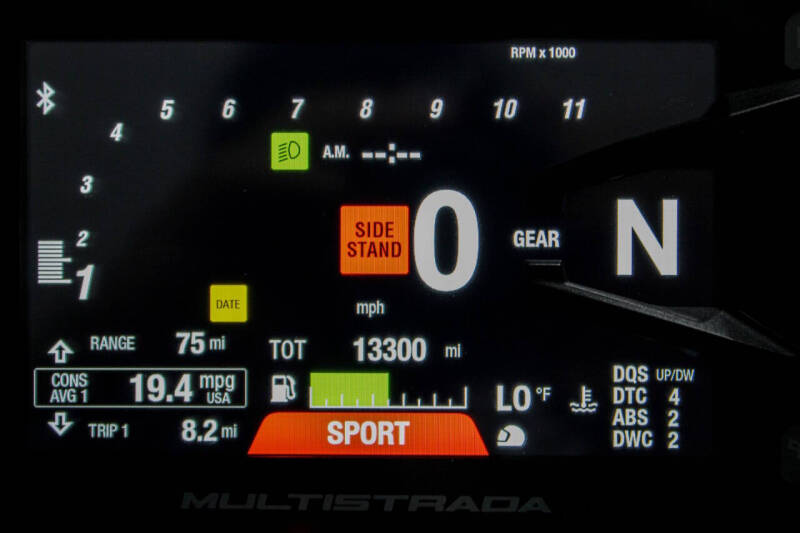 RPM x 1000
4 5 6 7 8 9 10 11
A.M. --:--
3
SIDE
STAND
0
GEAR N
2
1
DATE
mph
RANGE 75 mi
TOT 13300 mi
CONS
AVG 1
19.4 mpg
USA
TRIP 1 8.2 mi
SPORT
LO °F
DQS UP/DW
DTC 4
ABS 2
DWC 2
MULTISTRADA